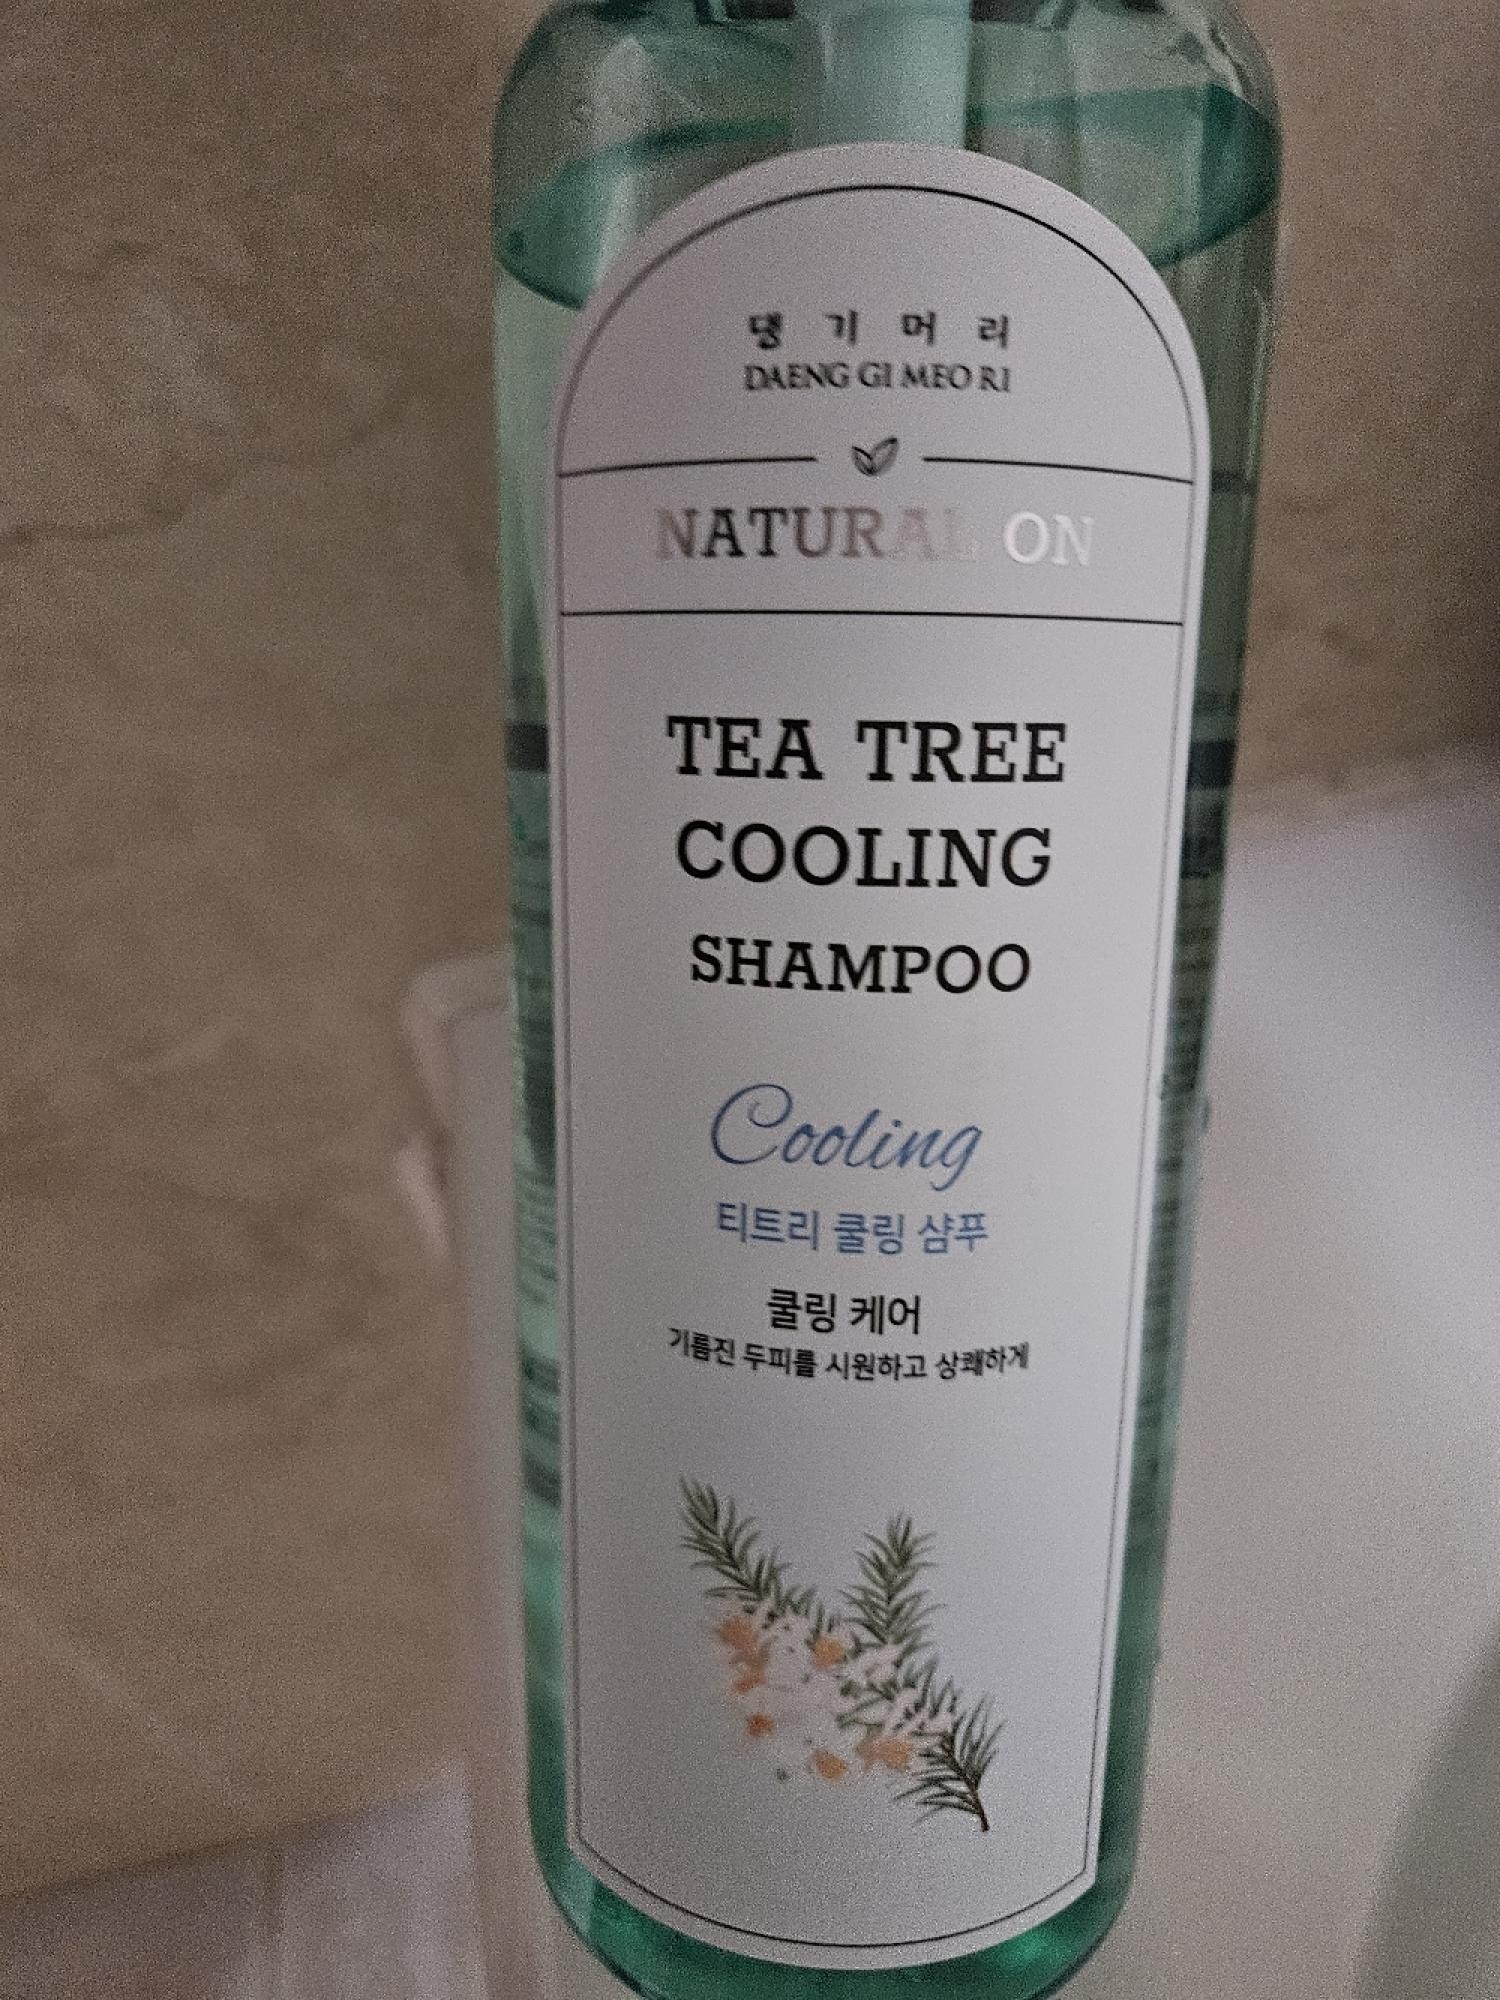 댕기머리
DAENG GI MEO RI
NATURAL ON
TEA TREE
COOLING
SHAMPOO
Cooling
티트리 쿨링 샴푸
쿨링 케어
기름진 두피를 시원하고 상쾌하게